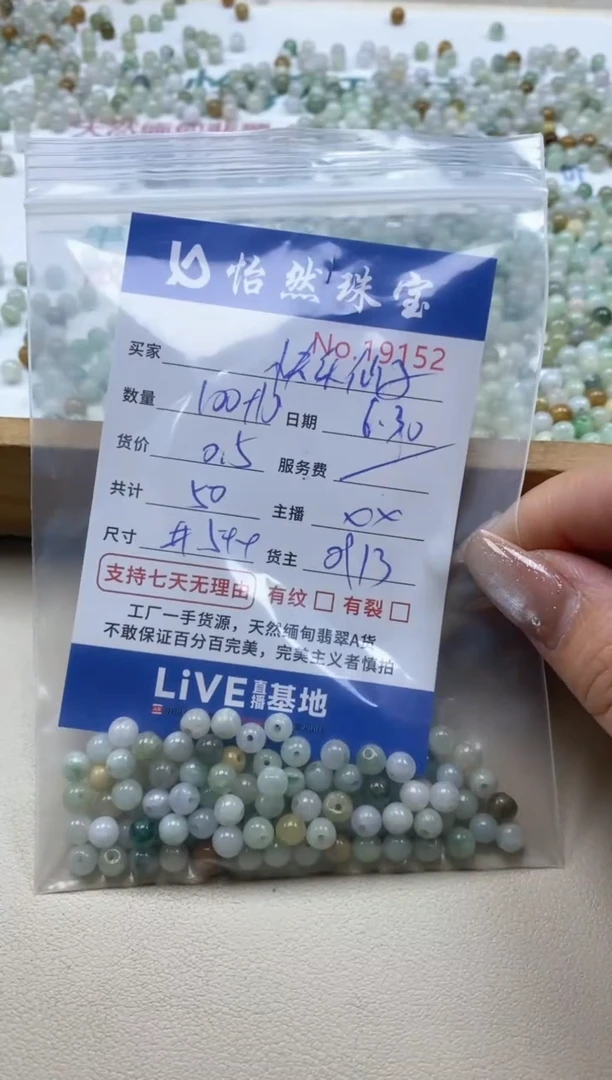 怡然珠宝
No.19152
买家
数量 100+10 日期 6.30
货价 0.5 服务费
共计 50 主播 xx
尺寸 #544 货主
支持七天无理由 有纹 □ 有裂 □
工厂一手货源，天然缅甸翡翠A货
不敢保证百分百完美，完美主义者慎拍
LiVE直播基地